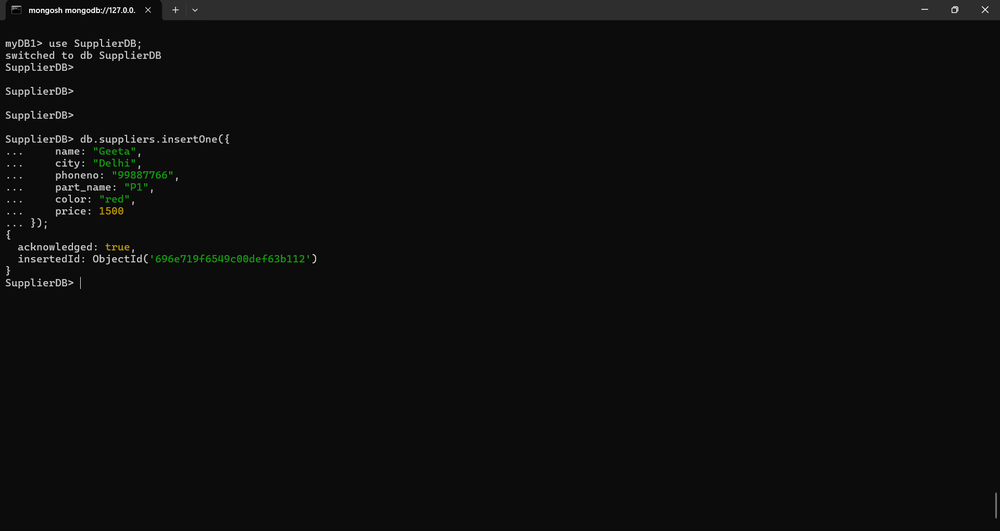 mongosh mongodb://127.0.0.
myDB1> use SupplierDB;
switched to db SupplierDB
SupplierDB>
SupplierDB>
SupplierDB>
SupplierDB> db.suppliers.insertOne({
...     name: "Geeta",
...     city: "Delhi",
...     phoneno: "99887766",
...     part_name: "P1",
...     color: "red",
...     price: 1500
... });
{
  acknowledged: true,
  insertedId: ObjectId('696e719f6549c00def63b112')
}
SupplierDB>